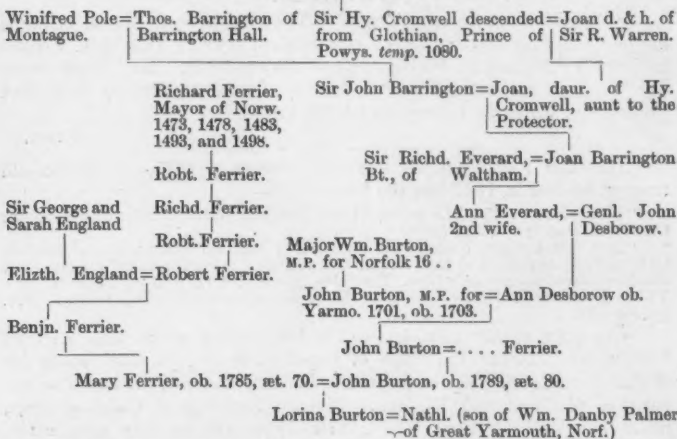 Winifred Pole=Thos. Barrington of Sir Hy. Cromwell descended=Joan d. & h. of
Montague. Barrington Hall. from Glothian, Prince of Sir R. Warren.
Powys. temp. 1080.
Richard Ferrier, Sir John Barrington=Joan, daur. of Hy.
Mayor of Norw. Cromwell, aunt to the
1473, 1478, 1483, Protector.
1493, and 1498.
Sir Richd. Everard,=Joan Barrington
Robt. Ferrier. Bt., of Waltham.
Sir George and Richd. Ferrier. Ann Everard,=Genl. John
Sarah England 2nd wife. Desborow.
Robt. Ferrier. Major Wm. Burton,
M.P. for Norfolk 16 ..
Elizth. England=Robert Ferrier.
John Burton, M.P. for=Ann Desborow ob.
Benjn. Ferrier. Yarmo. 1701, ob. 1703.
John Burton=.... Ferrier.
Mary Ferrier, ob. 1785, æt. 70.=John Burton, ob. 1789, æt. 80.
Lorina Burton=Nathl. (son of Wm. Danby Palmer
of Great Yarmouth, Norf.)